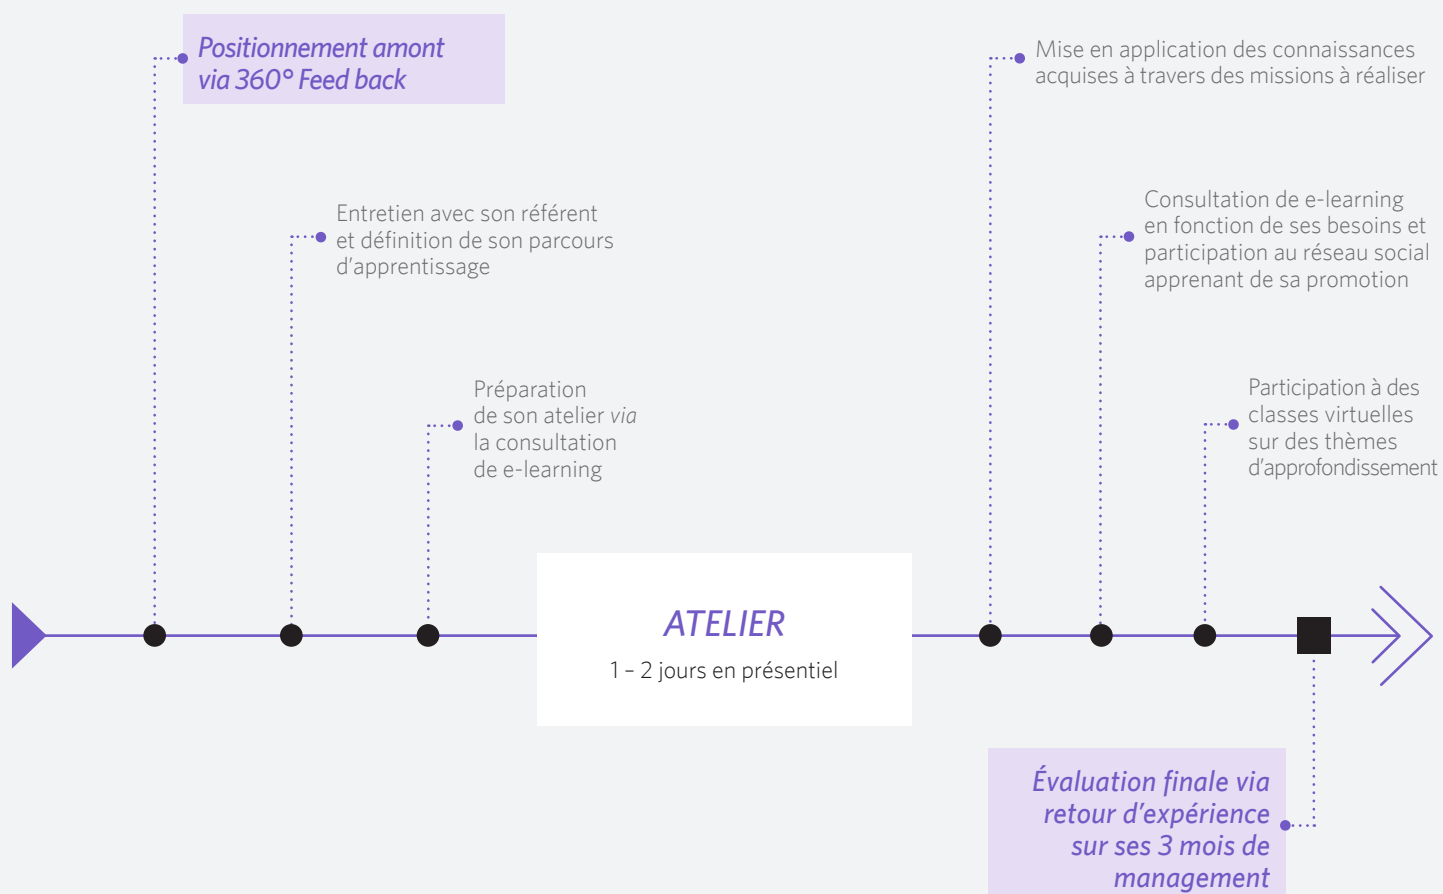 Positionnement amont
via 360° Feed back
Entretien avec son référent
et définition de son parcours
d’apprentissage
Préparation
de son atelier via
la consultation
de e-learning
ATELIER
1 – 2 jours en présentiel
Mise en application des connaissances
acquises à travers des missions à réaliser
Consultation de e-learning
en fonction de ses besoins et
participation au réseau social
apprenant de sa promotion
Participation à des
classes virtuelles
sur des thèmes
d’approfondissement
Évaluation finale via
retour d’expérience
sur ses 3 mois de
management